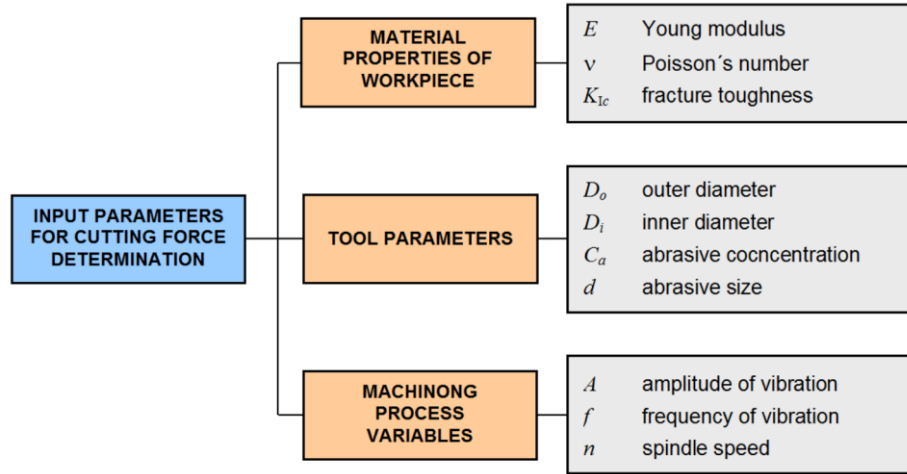 INPUT PARAMETERS
FOR CUTTING FORCE
DETERMINATION
MATERIAL
PROPERTIES OF
WORKPIECE
E Young modulus
ν Poisson´s number
KIc fracture toughness
TOOL PARAMETERS
Do outer diameter
Di inner diameter
Ca abrasive cocncentration
d abrasive size
MACHINONG
PROCESS
VARIABLES
A amplitude of vibration
f frequency of vibration
n spindle speed